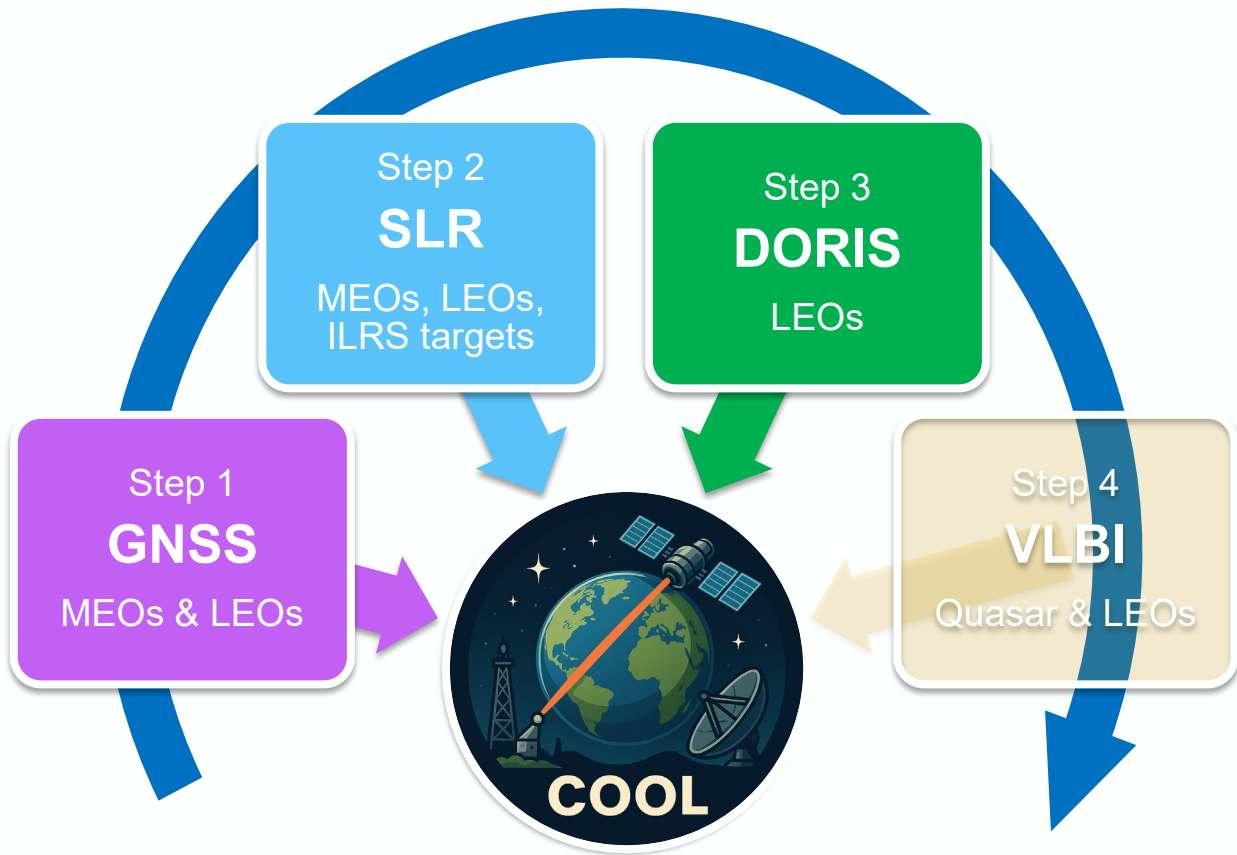 Step 1
GNSS
MEOs & LEOs
Step 2
SLR
MEOs, LEOs,
ILRS targets
Step 3
DORIS
LEOs
Step 4
VLBI
Quasar & LEOs
COOL